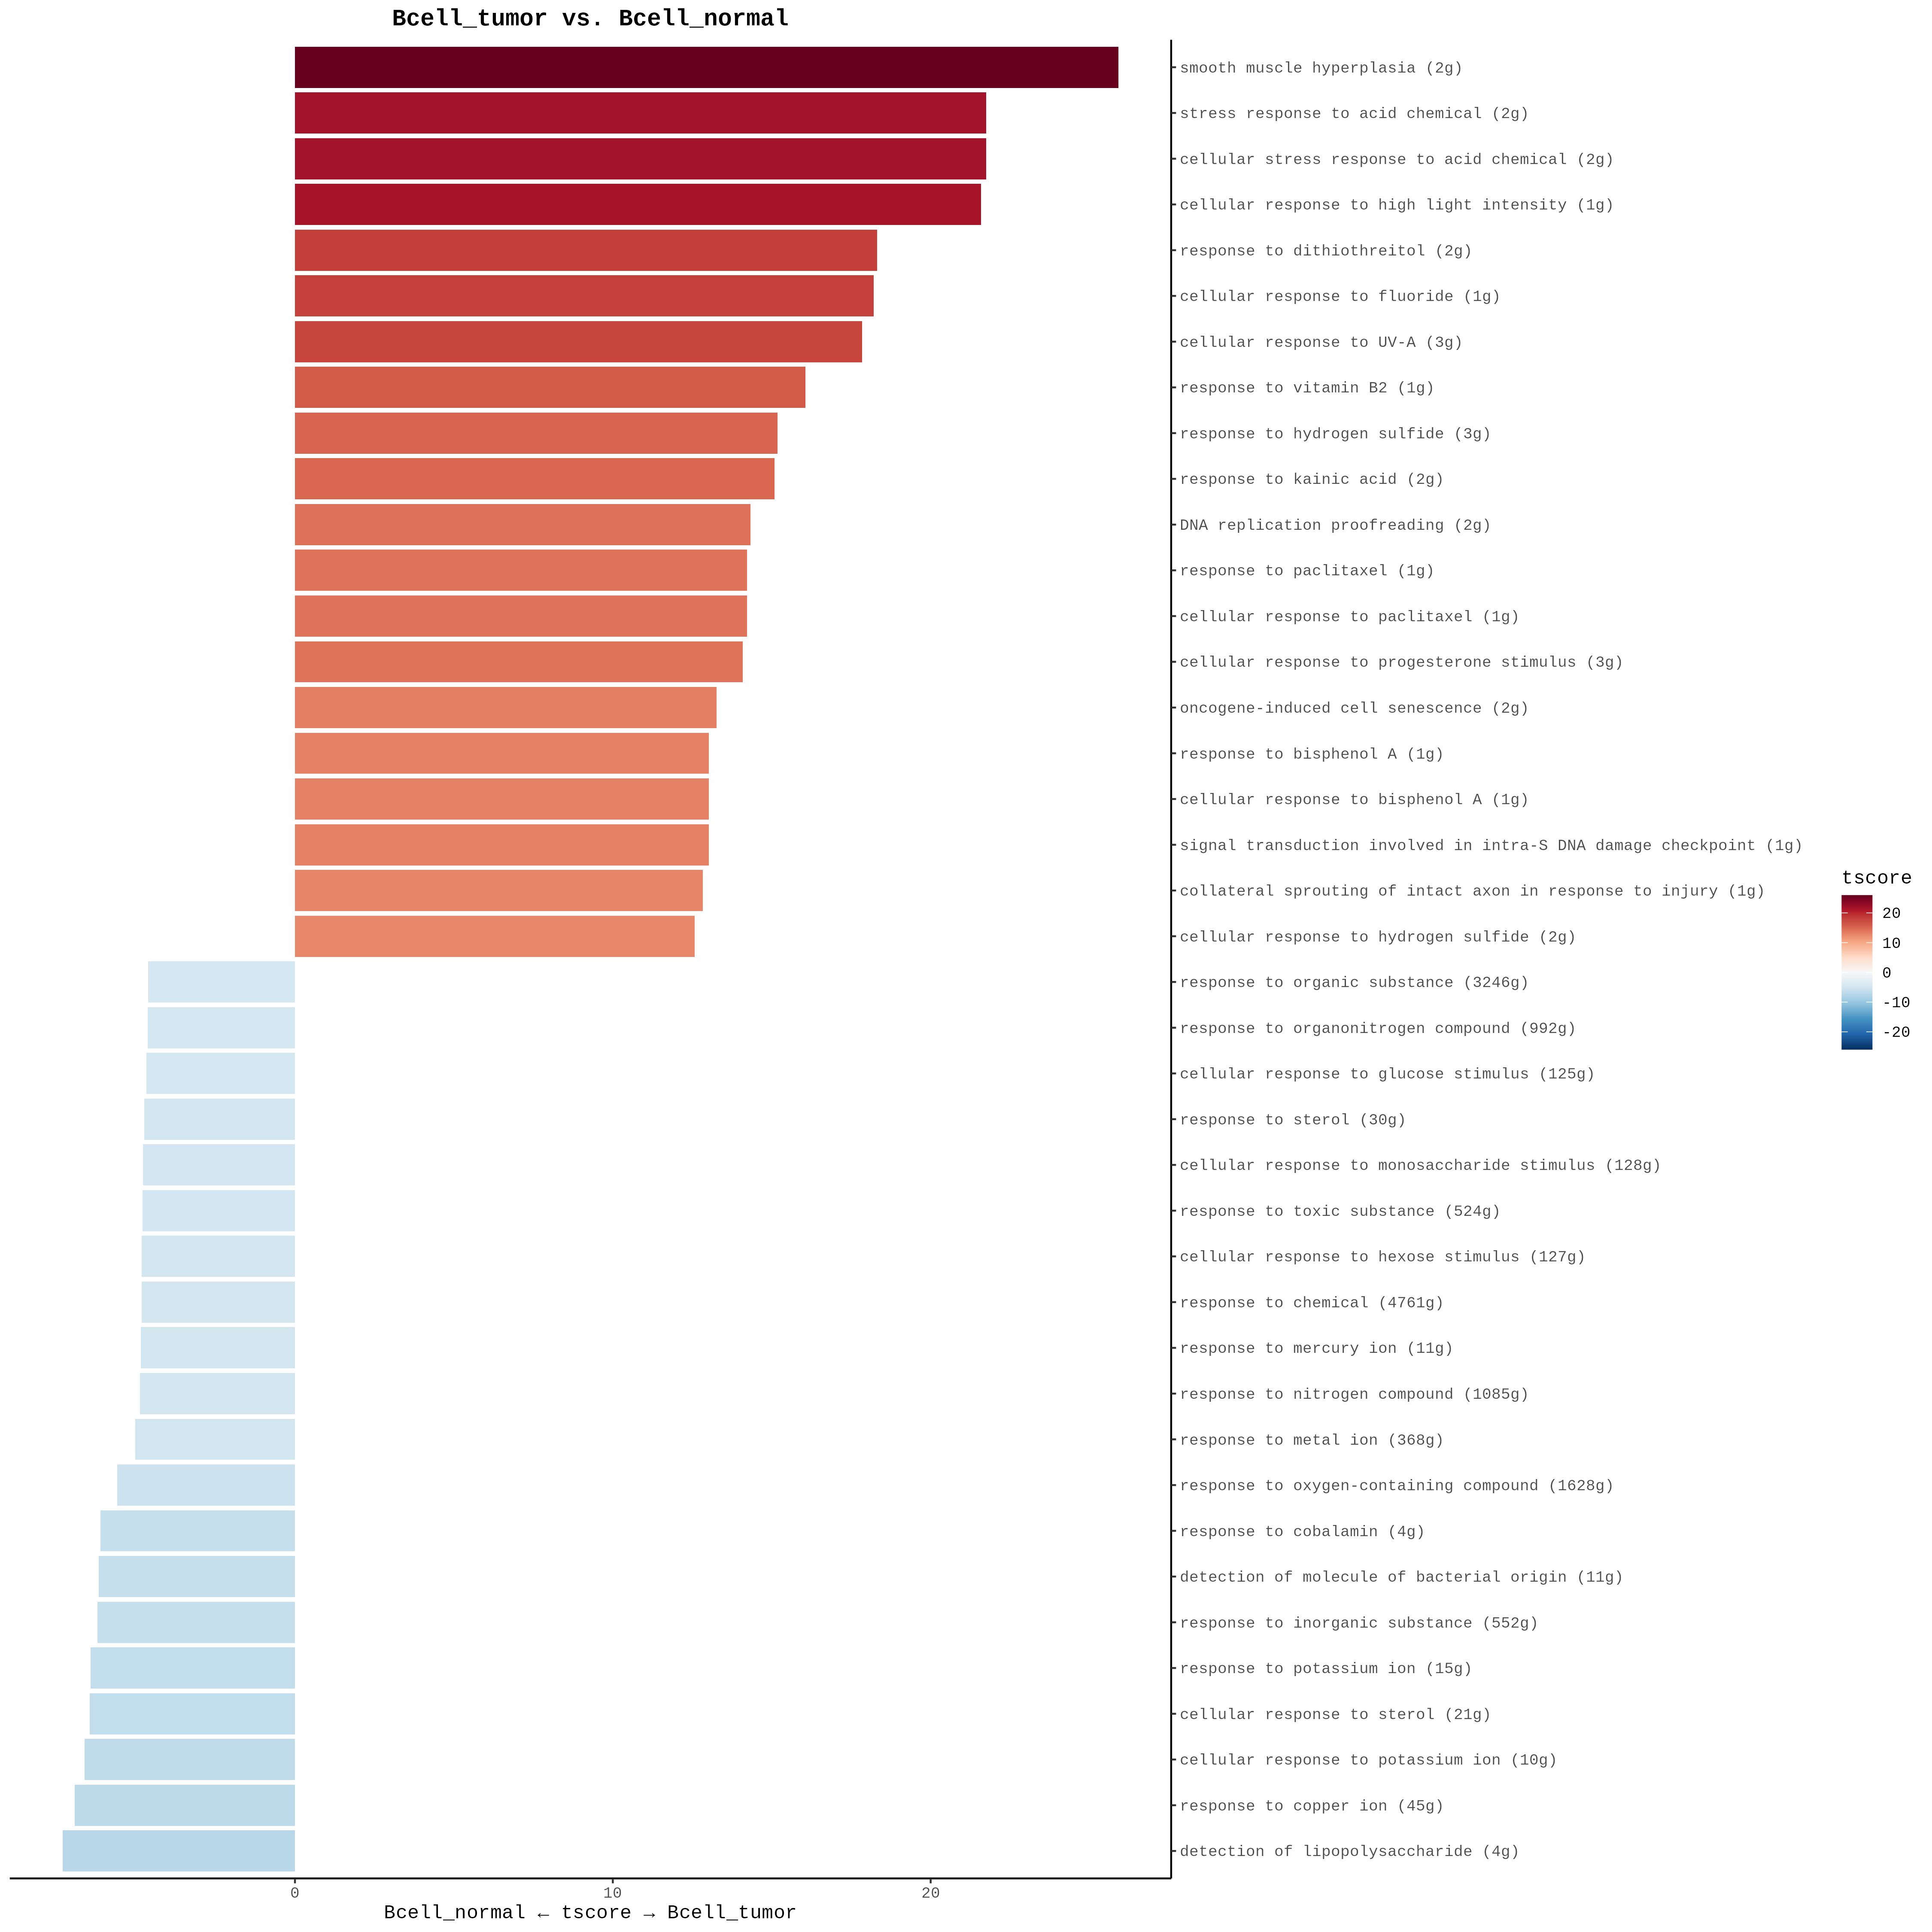 Bcell_tumor vs. Bcell_normal
smooth muscle hyperplasia (2g)
stress response to acid chemical (2g)
cellular stress response to acid chemical (2g)
cellular response to high light intensity (1g)
response to dithiothreitol (2g)
cellular response to fluoride (1g)
cellular response to UV-A (3g)
response to vitamin B2 (1g)
response to hydrogen sulfide (3g)
response to kainic acid (2g)
DNA replication proofreading (2g)
response to paclitaxel (1g)
cellular response to paclitaxel (1g)
cellular response to progesterone stimulus (3g)
oncogene-induced cell senescence (2g)
response to bisphenol A (1g)
cellular response to bisphenol A (1g)
signal transduction involved in intra-S DNA damage checkpoint (1g)
collateral sprouting of intact axon in response to injury (1g)
cellular response to hydrogen sulfide (2g)
response to organic substance (3246g)
response to organonitrogen compound (992g)
cellular response to glucose stimulus (125g)
response to sterol (30g)
cellular response to monosaccharide stimulus (128g)
response to toxic substance (524g)
cellular response to hexose stimulus (127g)
response to chemical (4761g)
response to mercury ion (11g)
response to nitrogen compound (1085g)
response to metal ion (368g)
response to oxygen-containing compound (1628g)
response to cobalamin (4g)
detection of molecule of bacterial origin (11g)
response to inorganic substance (552g)
response to potassium ion (15g)
cellular response to sterol (21g)
cellular response to potassium ion (10g)
response to copper ion (45g)
detection of lipopolysaccharide (4g)
0 10 20
Bcell_normal ← tscore → Bcell_tumor
tscore
20
10
0
-10
-20